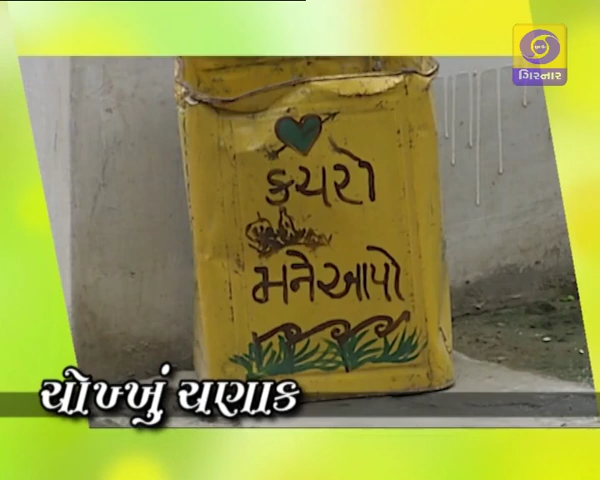 ગિરનાર
કચરો
મને આપો
ચોખ્ખું ચણાક